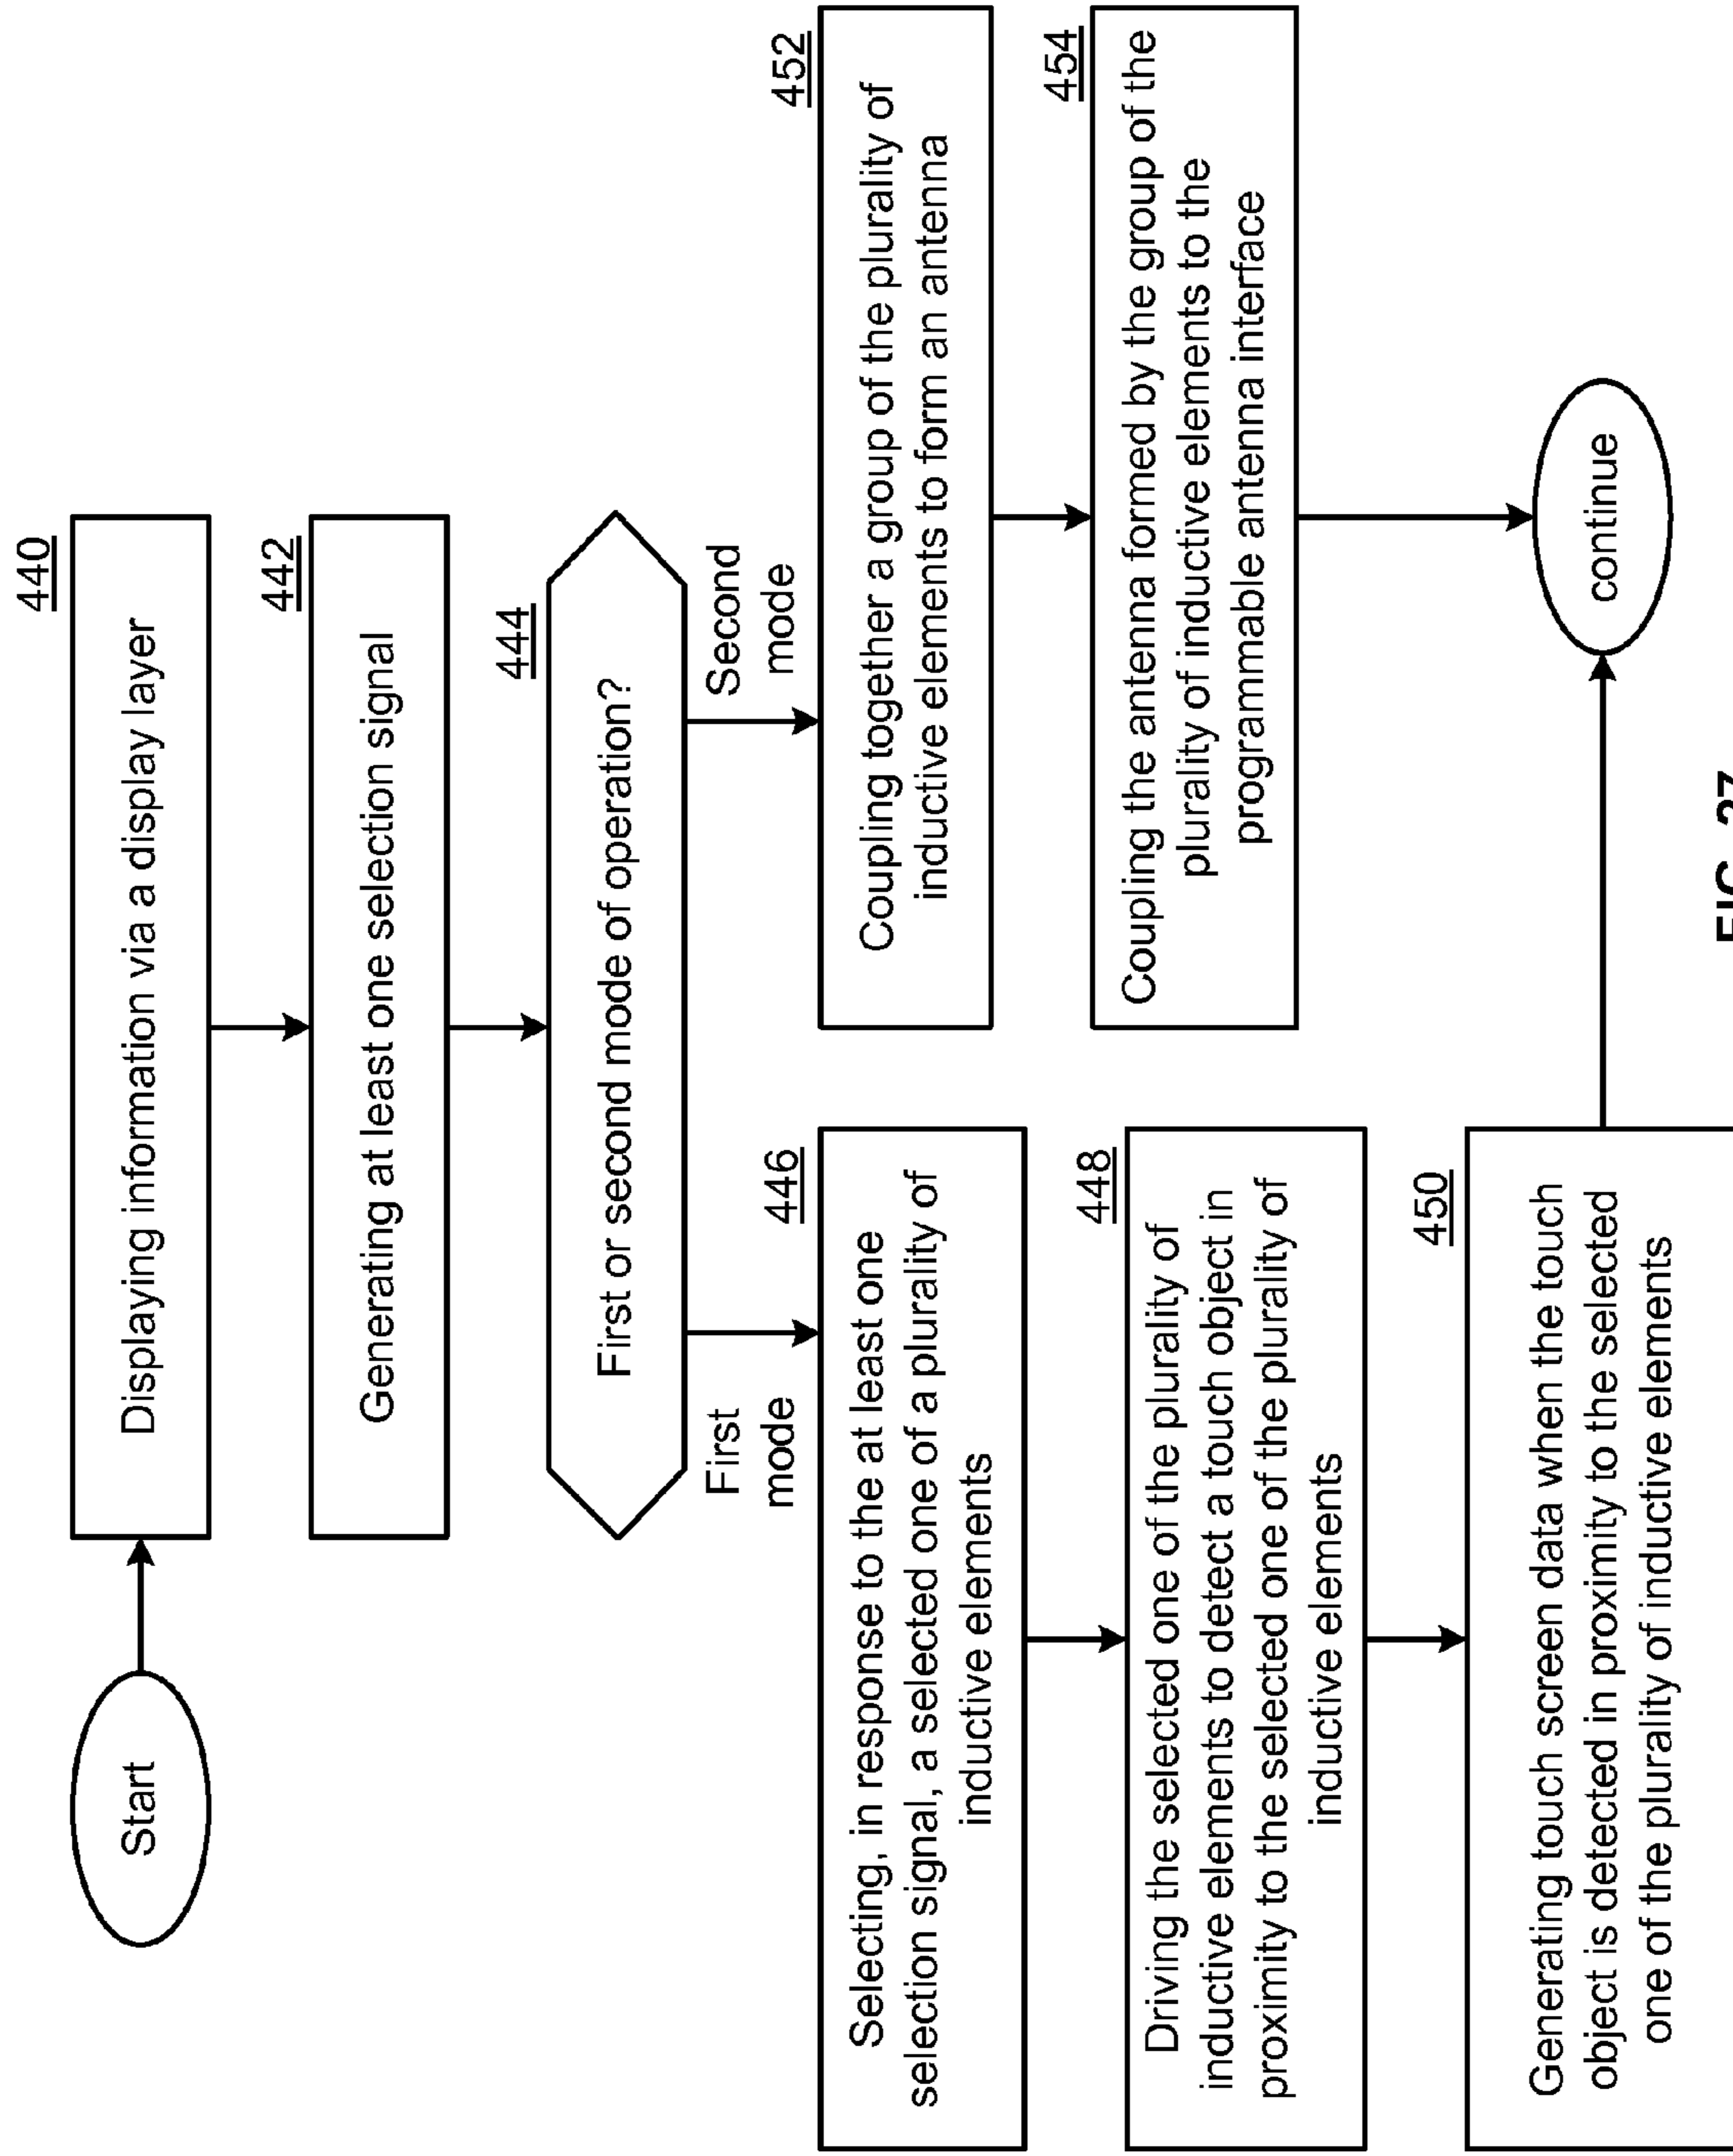 Start
440
Displaying information via a display layer
442
Generating at least one selection signal
444
First or second mode of operation?
First
mode
Second
mode
446
Selecting, in response to the at least one
selection signal, a selected one of a plurality of
inductive elements
448
Driving the selected one of the plurality of
inductive elements to detect a touch object in
proximity to the selected one of the plurality of
inductive elements
450
Generating touch screen data when the touch
object is detected in proximity to the selected
one of the plurality of inductive elements
452
Coupling together a group of the plurality of
inductive elements to form an antenna
454
Coupling the antenna formed by the group of the
plurality of inductive elements to the
programmable antenna interface
continue
FIG. 27